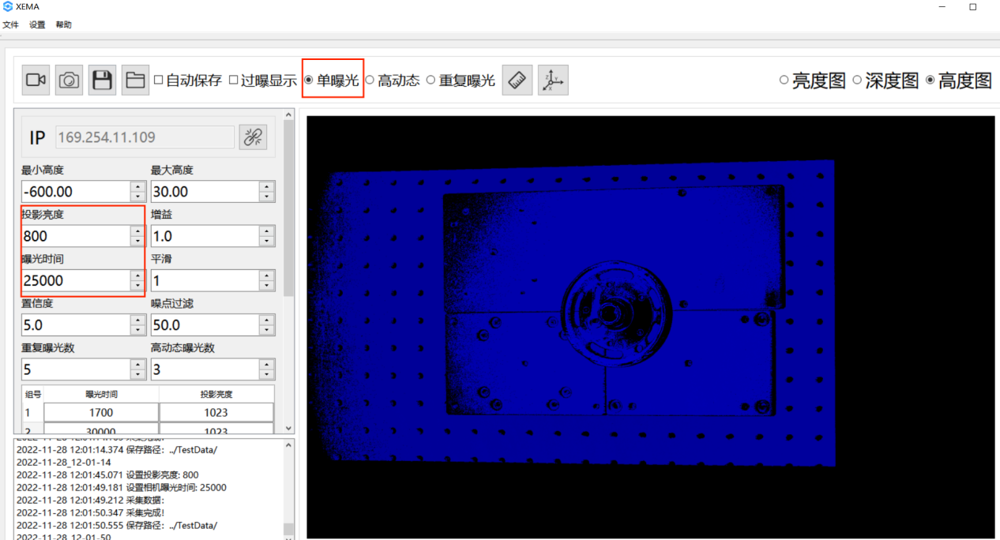 XEMA
文件 设置 帮助
自动保存 过曝显示 单曝光 高动态 重复曝光 亮度图 深度图 高度图
IP 169.254.11.109
最小高度 最大高度
-600.00 30.00
投影亮度 增益
800 1.0
曝光时间 平滑
25000 1
置信度 噪点过滤
5.0 50.0
重复曝光数 高动态曝光数
5 3
组号 曝光时间 投影亮度
1 1700 1023
2 30000 1023
2022-11-28 12:01:14.374 保存路径: ../TestData/
2022-11-28_12-01-14
2022-11-28 12:01:45.071 设置投影亮度: 800
2022-11-28 12:01:49.181 设置相机曝光时间: 25000
2022-11-28 12:01:49.212 采集数据:
2022-11-28 12:01:50.347 采集完成!
2022-11-28 12:01:50.555 保存路径: ../TestData/
2022-11-28_12-01-50